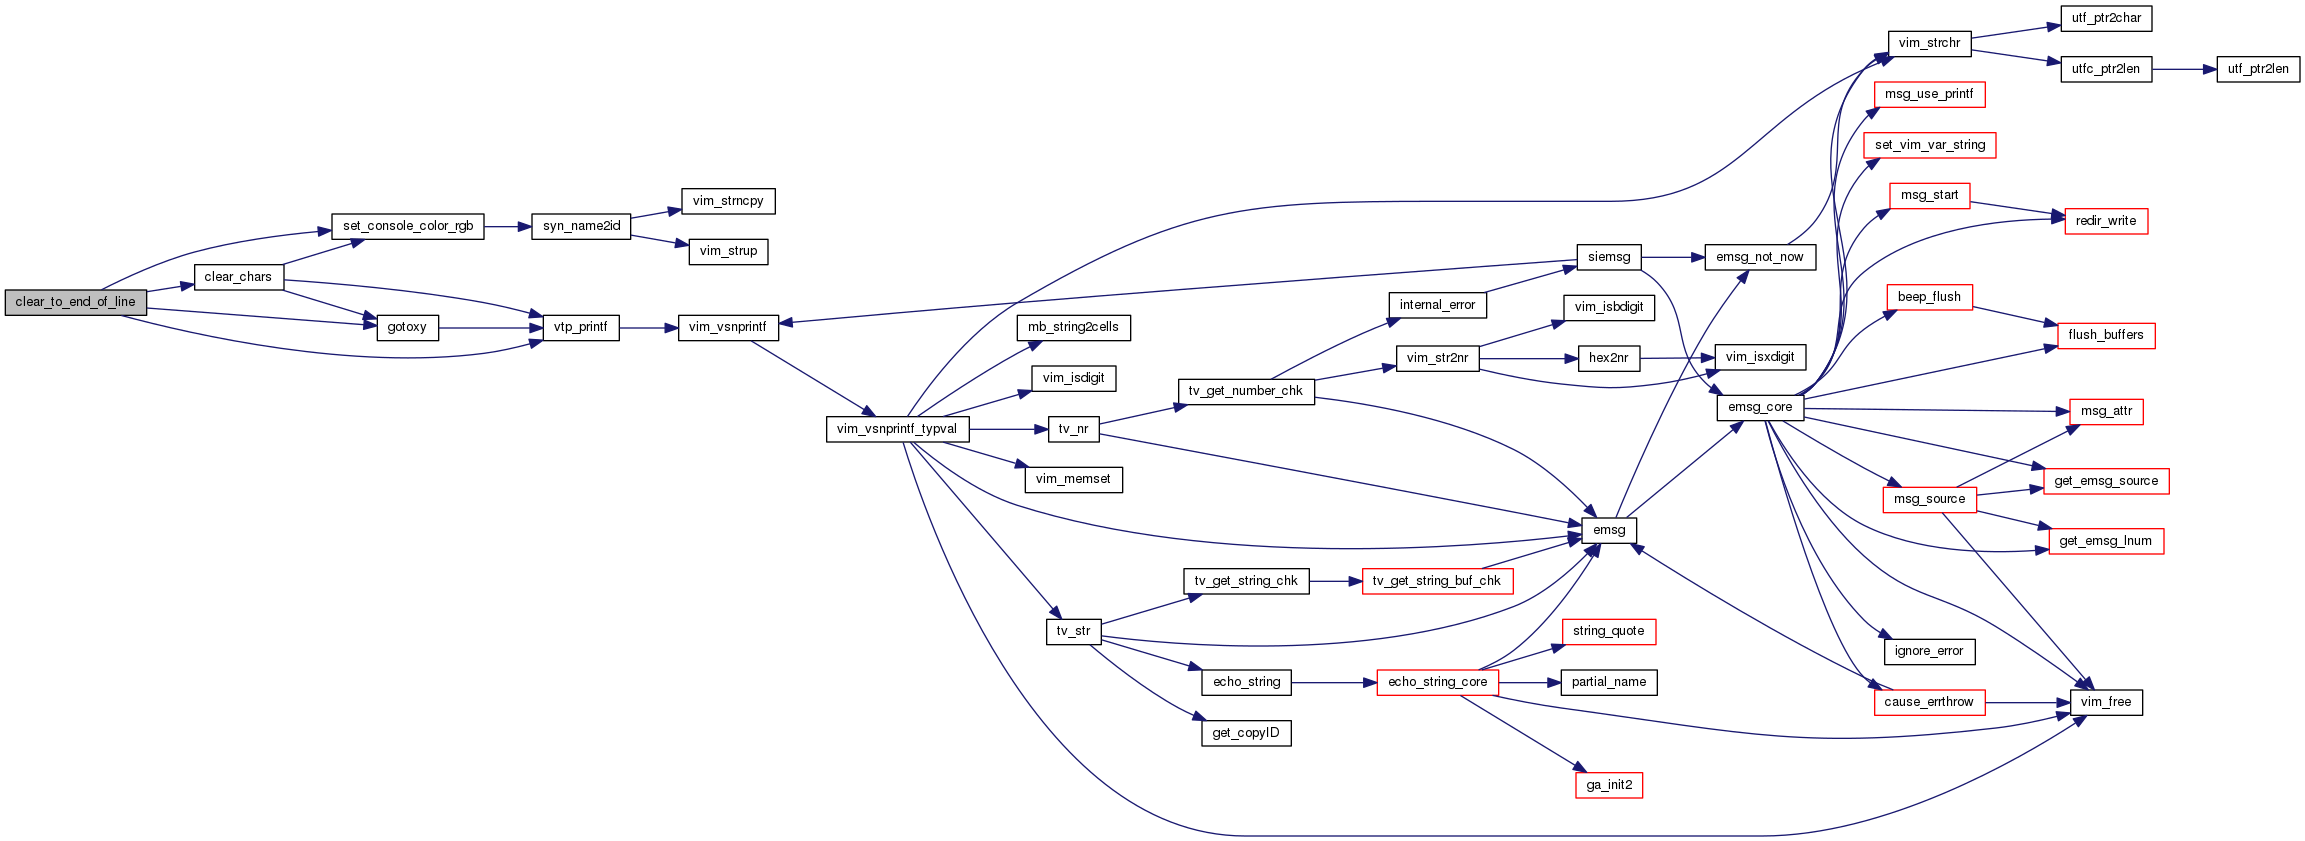 clear_to_end_of_line
set_console_color_rgb
clear_chars
gotoxy
syn_name2id
vtp_printf
vim_strncpy
vim_strup
vim_vsnprintf
vim_vsnprintf_typval
mb_string2cells
vim_isdigit
tv_nr
vim_memset
tv_str
tv_get_number_chk
tv_get_string_chk
echo_string
get_copyID
internal_error
vim_str2nr
tv_get_string_buf_chk
echo_string_core
siemsg
vim_isbdigit
hex2nr
emsg
string_quote
partial_name
ga_init2
emsg_not_now
vim_isxdigit
emsg_core
vim_strchr
msg_use_printf
set_vim_var_string
msg_start
beep_flush
msg_source
ignore_error
cause_errthrow
utf_ptr2char
utfc_ptr2len
redir_write
flush_buffers
msg_attr
get_emsg_source
get_emsg_lnum
vim_free
utf_ptr2len